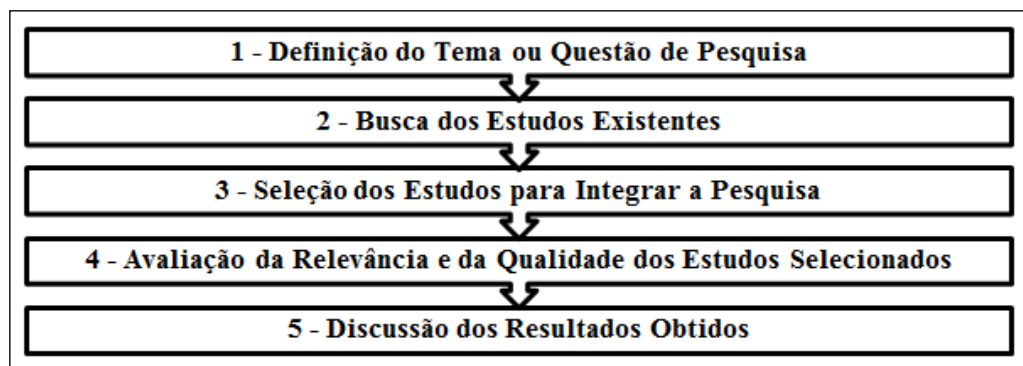 1 - Definição do Tema ou Questão de Pesquisa
2 - Busca dos Estudos Existentes
3 - Seleção dos Estudos para Integrar a Pesquisa
4 - Avaliação da Relevância e da Qualidade dos Estudos Selecionados
5 - Discussão dos Resultados Obtidos